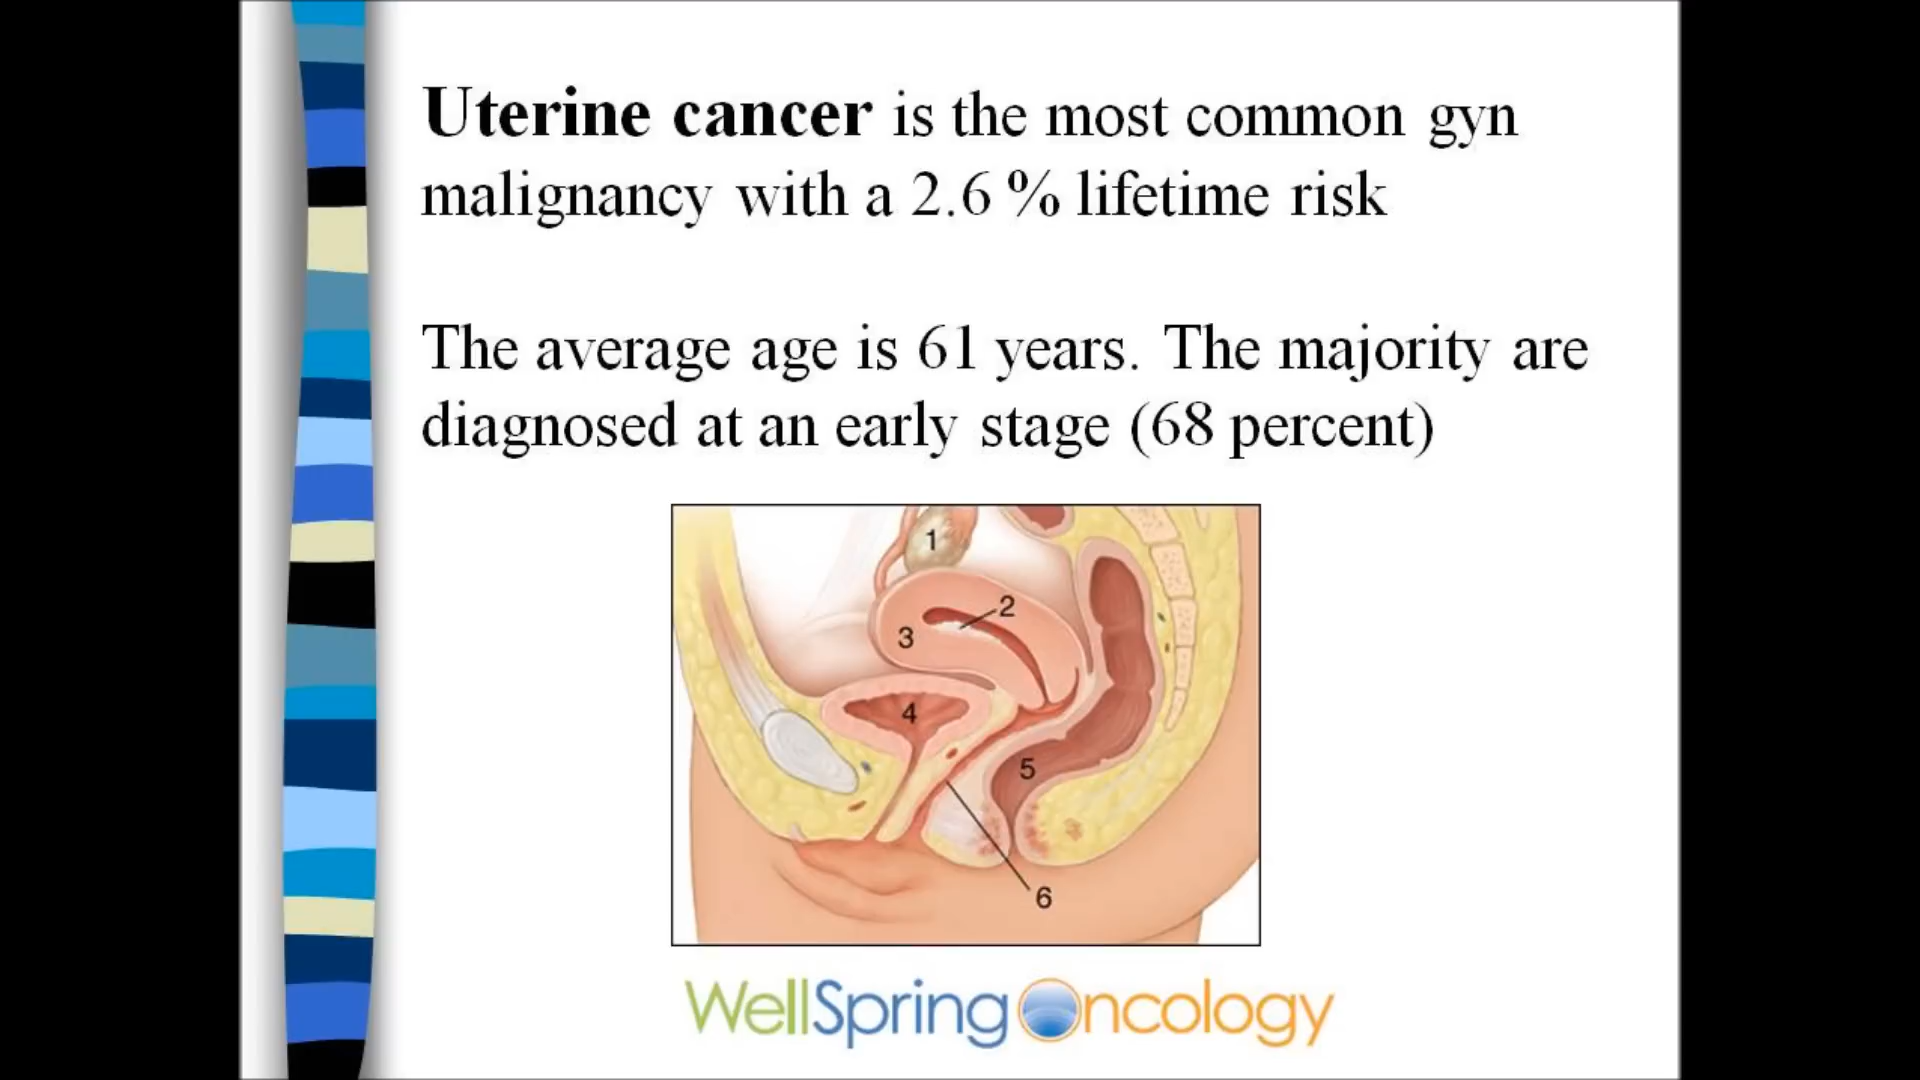 Uterine cancer is the most common gyn
malignancy with a 2.6 % lifetime risk
The average age is 61 years. The majority are
diagnosed at an early stage (68 percent)
1
2
3
4
5
6
WellSpring Oncology